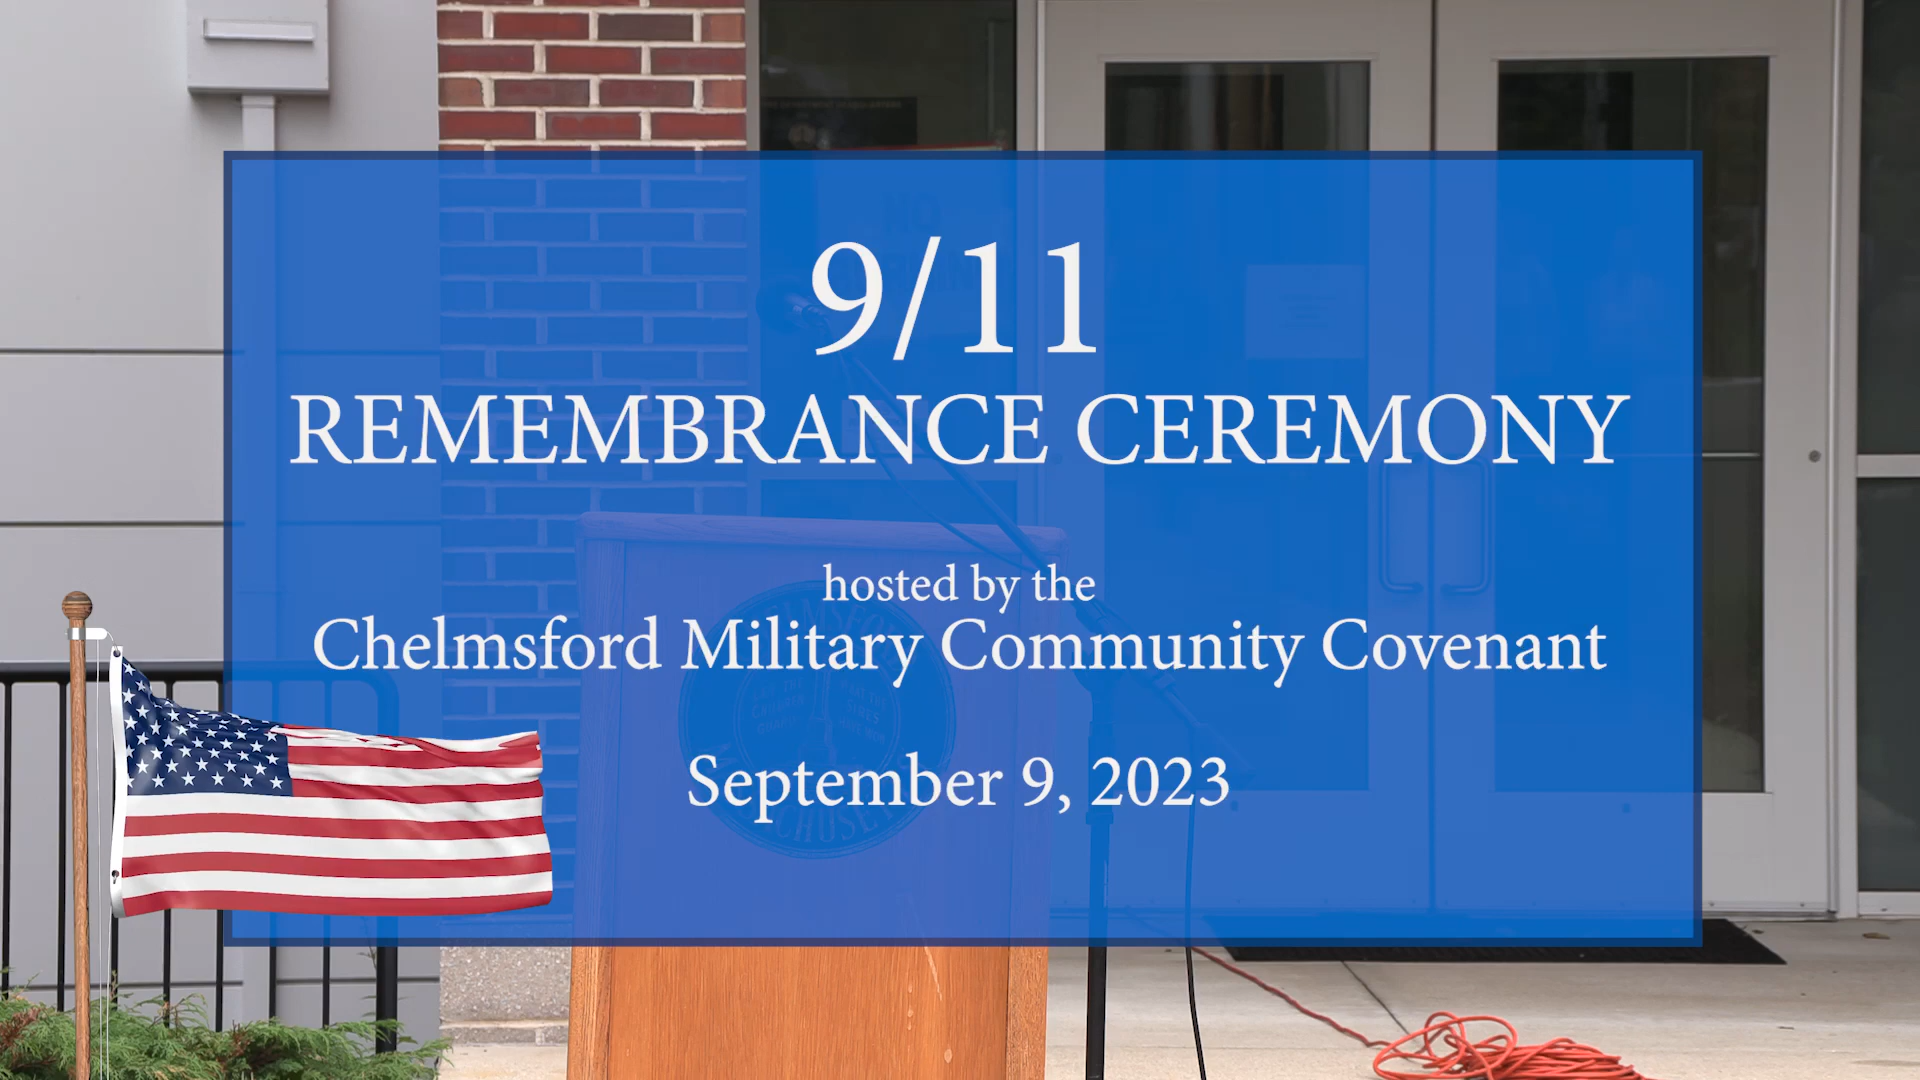 9/11
REMEMBRANCE CEREMONY
hosted by the
Chelmsford Military Community Covenant
September 9, 2023